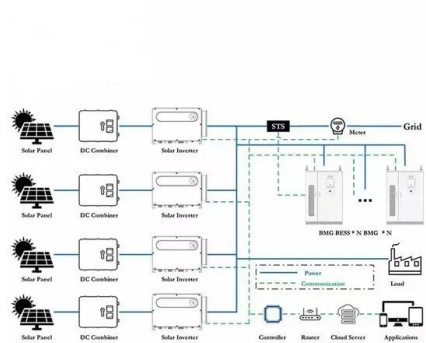 STS
Meter
Grid
Solar Panel DC Combiner Solar Inverter
Solar Panel DC Combiner Solar Inverter
BMG BESS * N BMG * N
Solar Panel DC Combiner Solar Inverter
Power
Communication
Load
Solar Panel DC Combiner Solar Inverter
Controller Router Cloud Server Applications